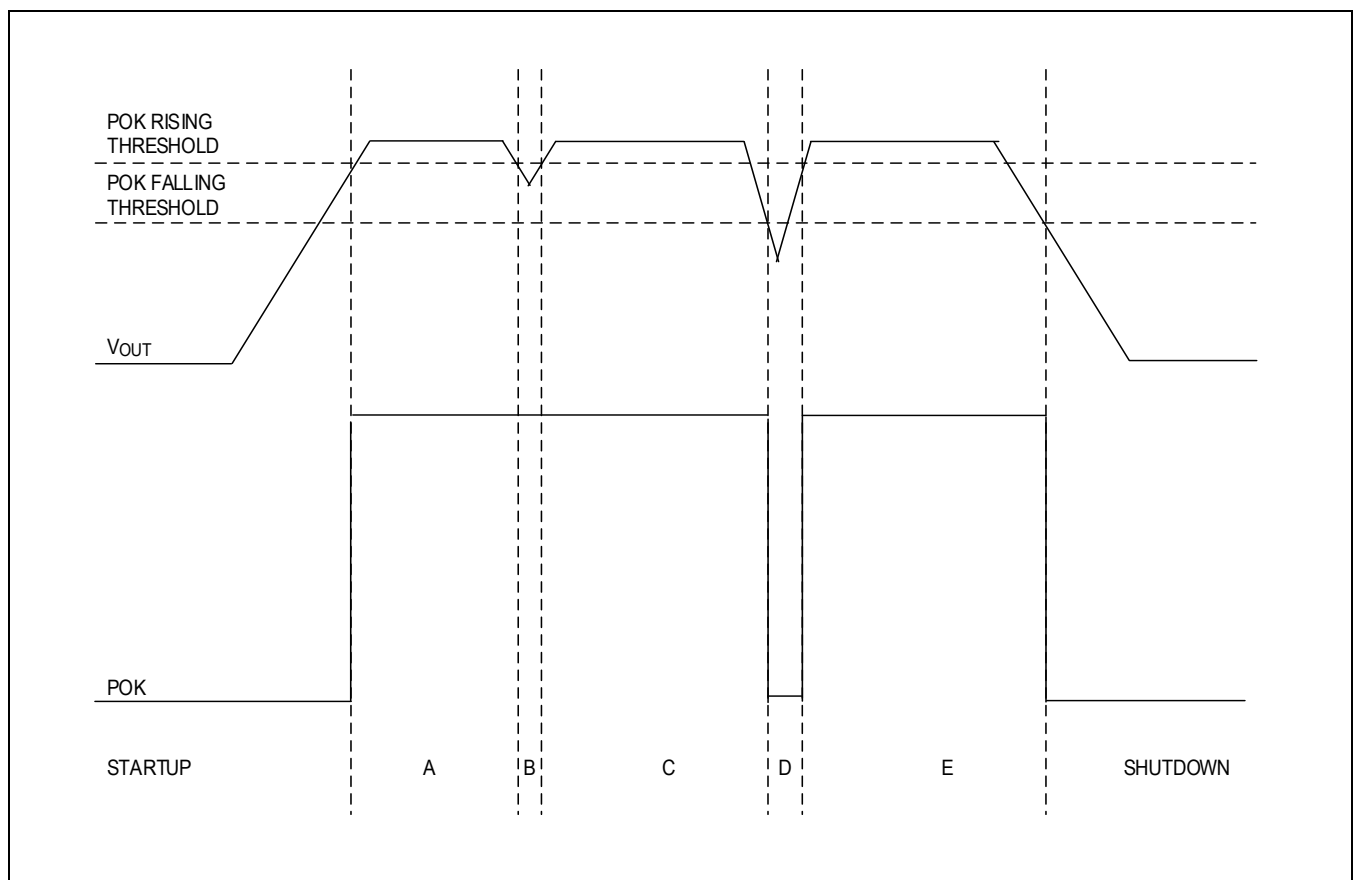 POK RISING
THRESHOLD
POK FALLING
THRESHOLD
VOUT
POK
STARTUP A B C D E SHUTDOWN